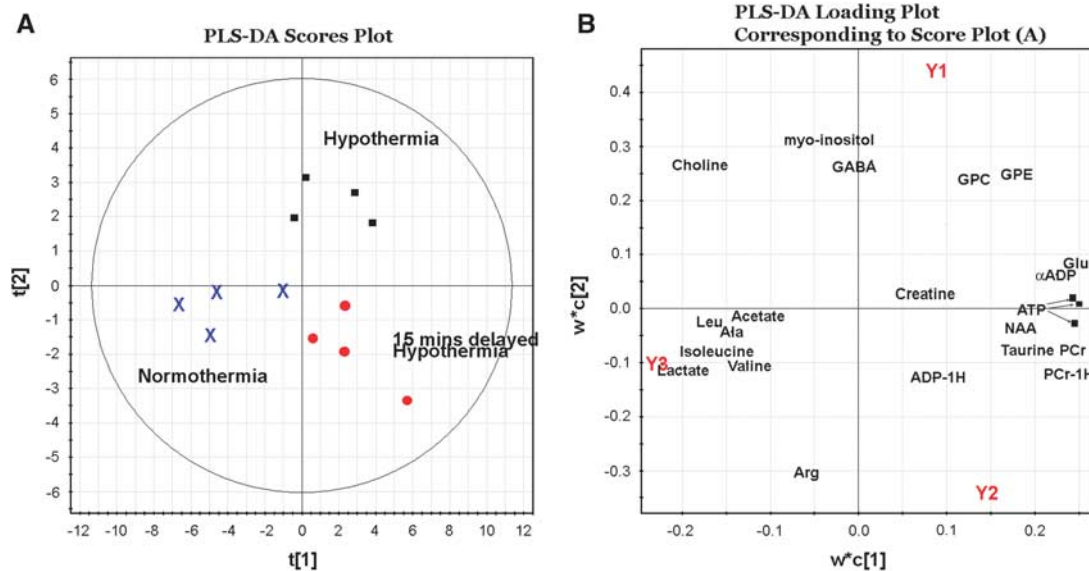 A
PLS-DA Scores Plot
6
5
4
3
2
1
0
-1
-2
-3
-4
-5
-6
t[2]
-12 -10 -8 -6 -4 -2 0 2 4 6 8 10 12
t[1]
Hypothermia
X X X
X
15 mins delayed
Hypothermia
Normothermia
B
PLS-DA Loading Plot
Corresponding to Score Plot (A)
0.4
0.3
0.2
0.1
0.0
-0.1
-0.2
-0.3
w*c[2]
-0.2 -0.1 0.0 0.1 0.2
w*c[1]
Y1
myo-inositol
Choline
GABA
GPC
GPE
Glu
αADP
Creatine
ATP
Acetate
Leu
Ala
NAA
Isoleucine
Taurine PCr
Y3
Valine
Lactate
ADP-1H
PCr-1H
Arg
Y2